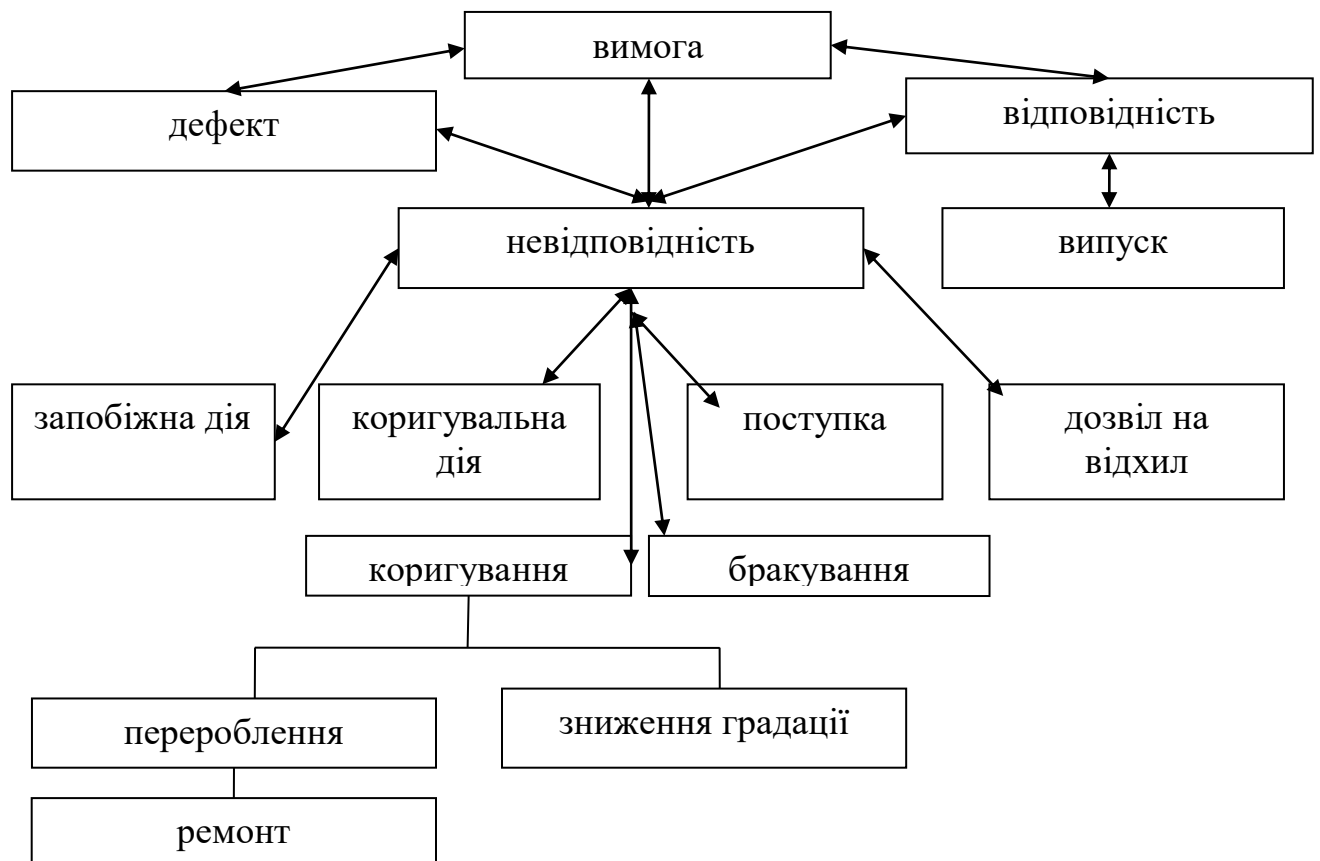 вимога
дефект
відповідність
невідповідність
випуск
запобіжна дія
коригувальна
дія
поступка
дозвіл на
відхил
коригування
бракування
перероблення
зниження градації
ремонт